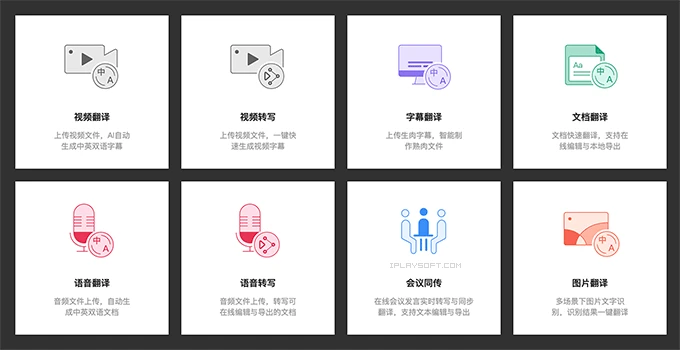 中
A
中
A
Aa
中
A
视频翻译
视频转写
字幕翻译
文档翻译
上传视频文件，AI自动
生成中英双语字幕
上传视频文件，一键快
速生成视频字幕
上传生肉字幕，智能制
作熟肉文件
文档快速翻译，支持在
线编辑与本地导出
中
A
IPLAYSOFT.COM
中
A
语音翻译
语音转写
会议同传
图片翻译
音频文件上传，自动生
成中英双语文档
音频文件上传，转写可
在线编辑与导出的文档
在线会议发言实时转写与同步
翻译，支持文本编辑与导出
多场景下图片文字识
别，识别结果一键翻译